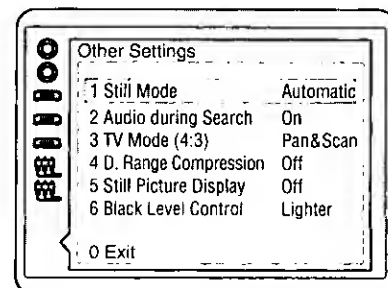 Other Settings
1 Still Mode Automatic
2 Audio during Search On
3 TV Mode (4:3) Pan&Scan
4 D. Range Compression Off
5 Still Picture Display Off
6 Black Level Control Lighter
0 Exit